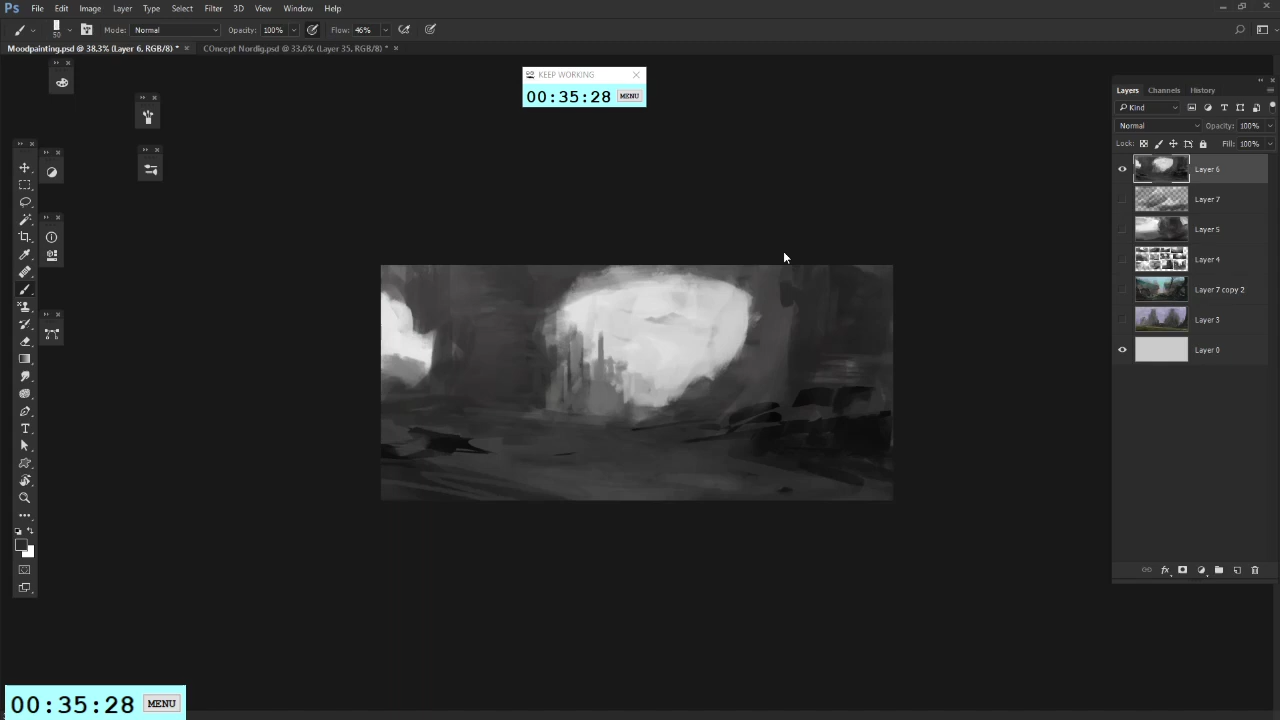 Ps File Edit Image Layer Type Select Filter 3D View Window Help
50 Mode: Normal Opacity: 100% Flow: 46%
Moodpainting.psd @ 38,3% (Layer 6, RGB/8) * COncept Nordig.psd @ 33,6% (Layer 35, RGB/8) *
KEEP WORKING
00:35:28 MENU
Layers Channels History
Kind
Normal Opacity: 100%
Lock: Fill: 100%
Layer 6
Layer 7
Layer 5
Layer 4
Layer 7 copy 2
Layer 3
Layer 0
fx
00:35:28 MENU